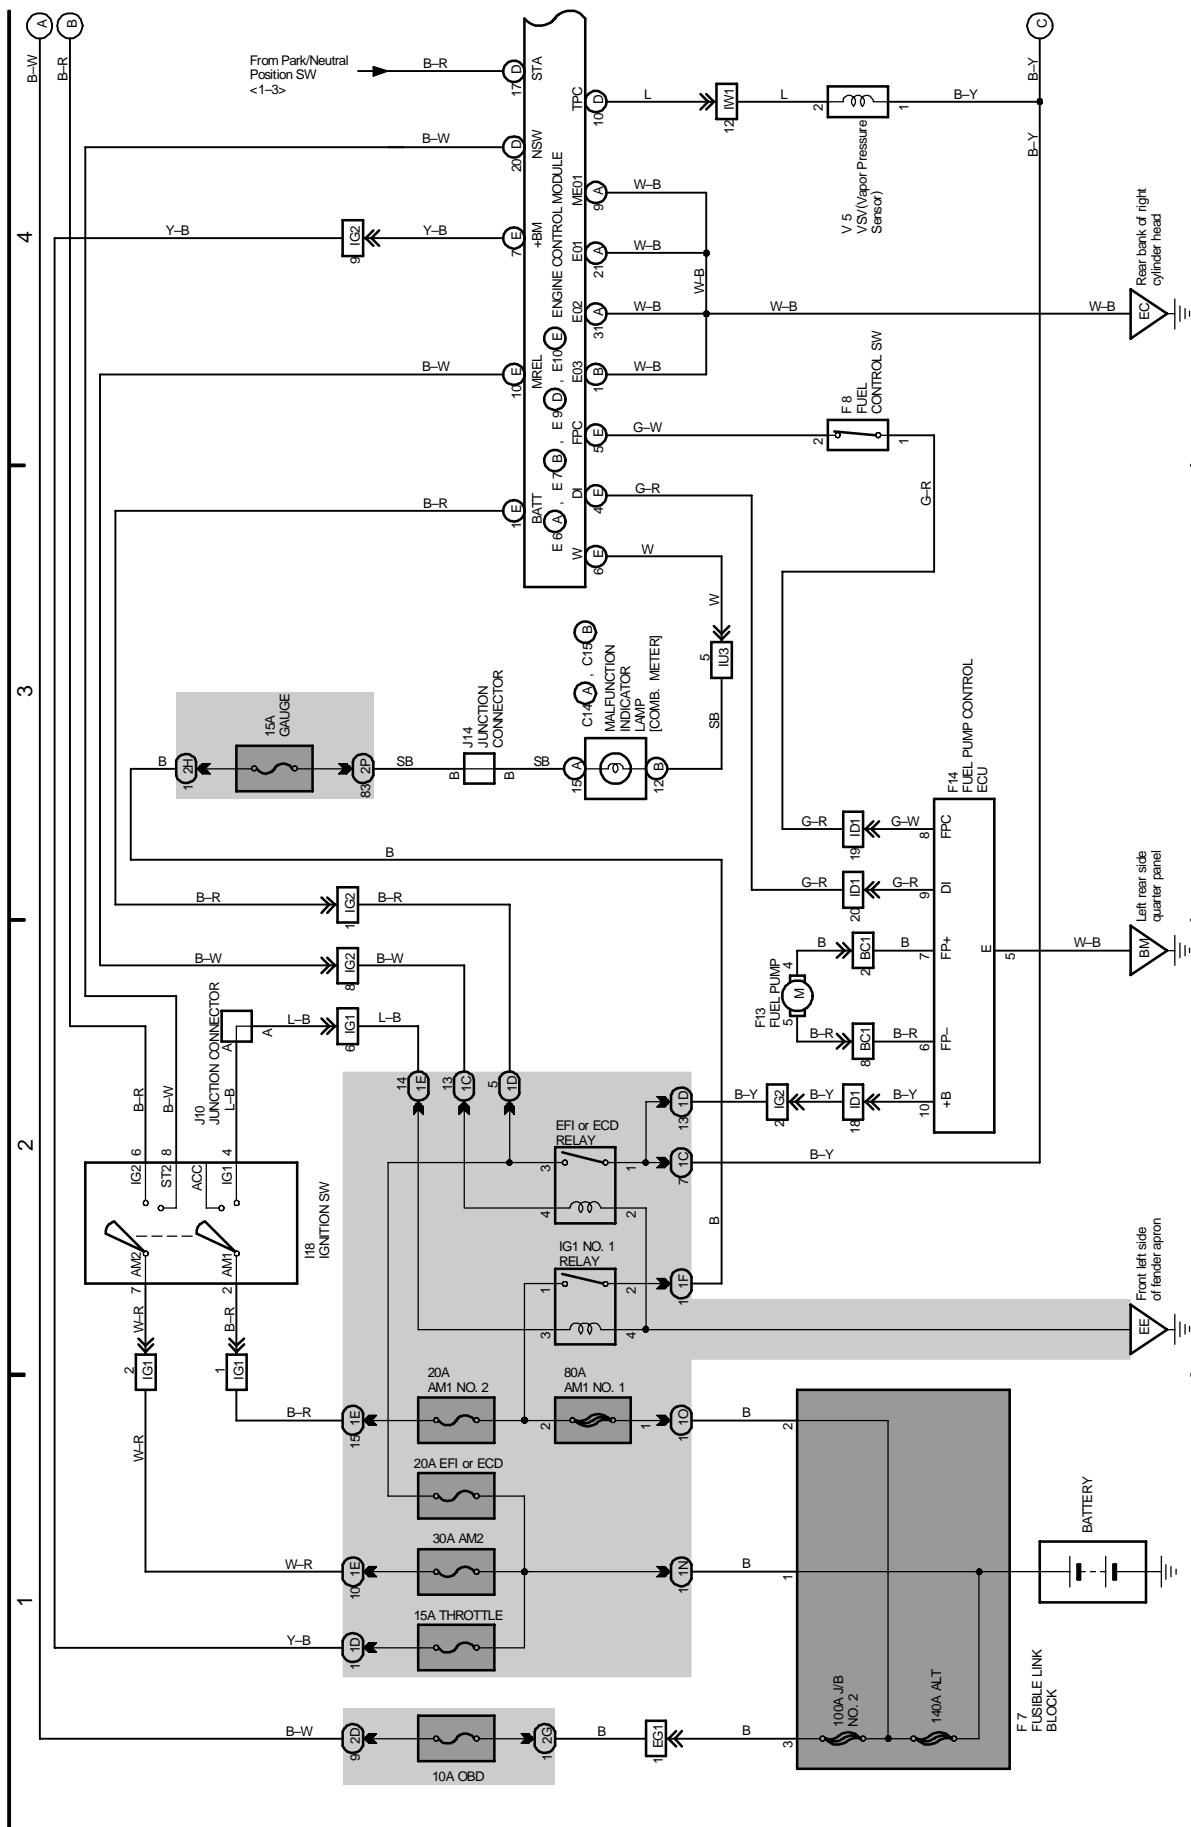 A
B
C
B–W
B–R
B–Y
From Park/Neutral
Position SW
<1–3>
B–R
17 D
STA
TPC
10 D
L
12 IW1
L
2
1
B–Y
B–Y
V 5
VSV(Vapor Pressure
Sensor)
B–W
20 D
NSW
ME01
9 A
W–B
4
Y–B
9 IG2
Y–B
7 E
+BM
E01
21 A
W–B
W–B
E02
31 A
W–B
W–B
W–B
EC
Rear bank of right
cylinder head
B–W
10 E
MREL
E03
1 B
W–B
ENGINE CONTROL MODULE
E 6 A , E 7 B , E 9 D , E10 E
FPC
5 E
G–W
2
1
F 8
FUEL
CONTROL SW
G–R
B–R
1 E
BATT
DI
4 E
G–R
W
6 E
W
W
5 IU3
SB
3
15A
GAUGE
B
1 2H
83 2P
SB
B
B
J14
JUNCTION
CONNECTOR
SB
15 A
12 B
C14 A , C15 B
MALFUNCTION
INDICATOR
LAMP
[COMB. METER]
B
F14
FUEL PUMP CONTROL
ECU
G–R
19 ID1
G–W
8
FPC
G–R
20 ID1
G–R
9
DI
B
2 BC1
B
7
FP+
E
5
W–B
BM
Left rear side
quarter panel
F13
FUEL PUMP
4
5
M
B–R
8 BC1
B–R
6
FP–
B–Y
2 IG2
B–Y
18 ID1
B–Y
10
+B
B–R
1 IG2
B–R
B–W
8 IG2
B–W
J10
JUNCTION CONNECTOR
A
A
L–B
6 IG1
L–B
B–R
B–W
L–B
2
14 1E
13 1C
5 1D
13 1D
7 1C
B–Y
EFI or ECD
RELAY
3
1
4
2
6
8
4
IG2
ST2
ACC
IG1
AM2
AM1
7
2
I18
IGNITION SW
IG1 NO. 1
RELAY
1
2
3
4
1 1F
B
EE
Front left side
of fender apron
W–R
B–R
2 IG1
1 IG1
20A
AM1 NO. 2
80A
AM1 NO. 1
2
1
B–R
15 1E
1 1O
B
2
W–R
20A EFI or ECD
30A AM2
W–R
10 1E
1 1N
B
1
15A THROTTLE
Y–B
1 1D
BATTERY
1
B–W
9 2D
10A OBD
1 2G
B
1 EG1
B
3
100A J/B
NO. 2
140A ALT
F 7
FUSIBLE LINK
BLOCK